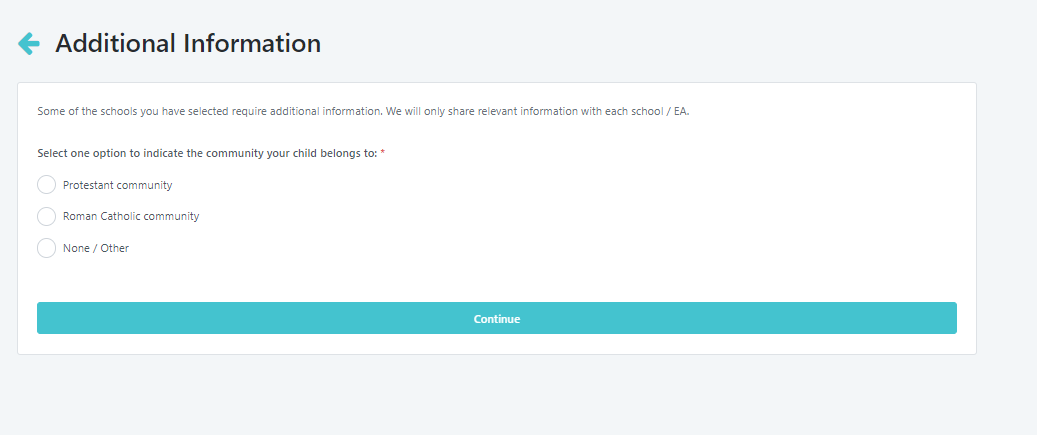 Additional Information
Some of the schools you have selected require additional information. We will only share relevant information with each school / EA.
Select one option to indicate the community your child belongs to: *
Protestant community
Roman Catholic community
None / Other
Continue